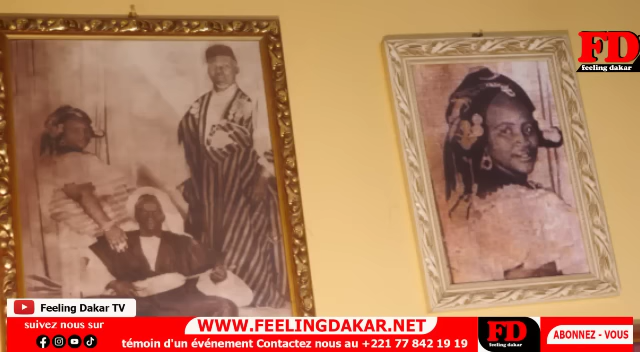 FD
feeling dakar
Feeling Dakar TV
suivez nous sur
WWW.FEELINGDAKAR.NET
témoin d'un événement Contactez nous au +221 77 842 19 19
FD
feeling dakar
ABONNEZ - VOUS